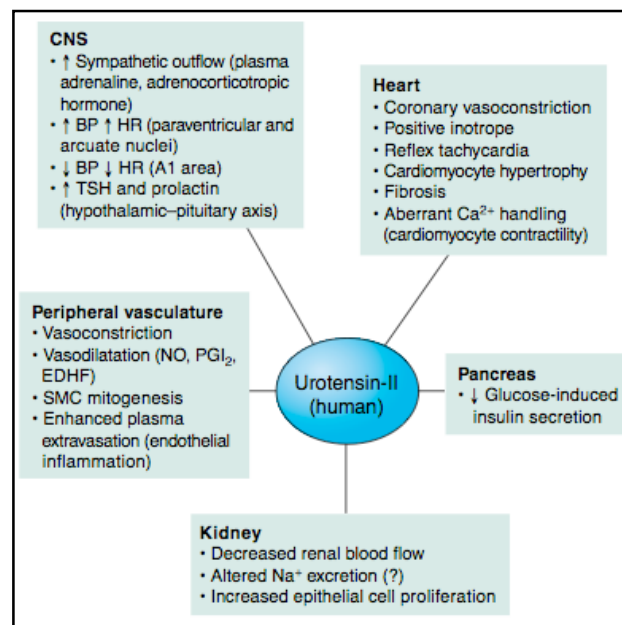 CNS
• ↑ Sympathetic outflow (plasma
adrenaline, adrenocorticotropic
hormone)
• ↑ BP ↑ HR (paraventricular and
arcuate nuclei)
• ↓ BP ↓ HR (A1 area)
• ↑ TSH and prolactin
(hypothalamic–pituitary axis)
Heart
• Coronary vasoconstriction
• Positive inotrope
• Reflex tachycardia
• Cardiomyocyte hypertrophy
• Fibrosis
• Aberrant Ca²⁺ handling
(cardiomyocyte contractility)
Peripheral vasculature
• Vasoconstriction
• Vasodilatation (NO, PGI₂,
EDHF)
• SMC mitogenesis
• Enhanced plasma
extravasation (endothelial
inflammation)
Urotensin-II
(human)
Pancreas
• ↓ Glucose-induced
insulin secretion
Kidney
• Decreased renal blood flow
• Altered Na⁺ excretion (?)
• Increased epithelial cell proliferation